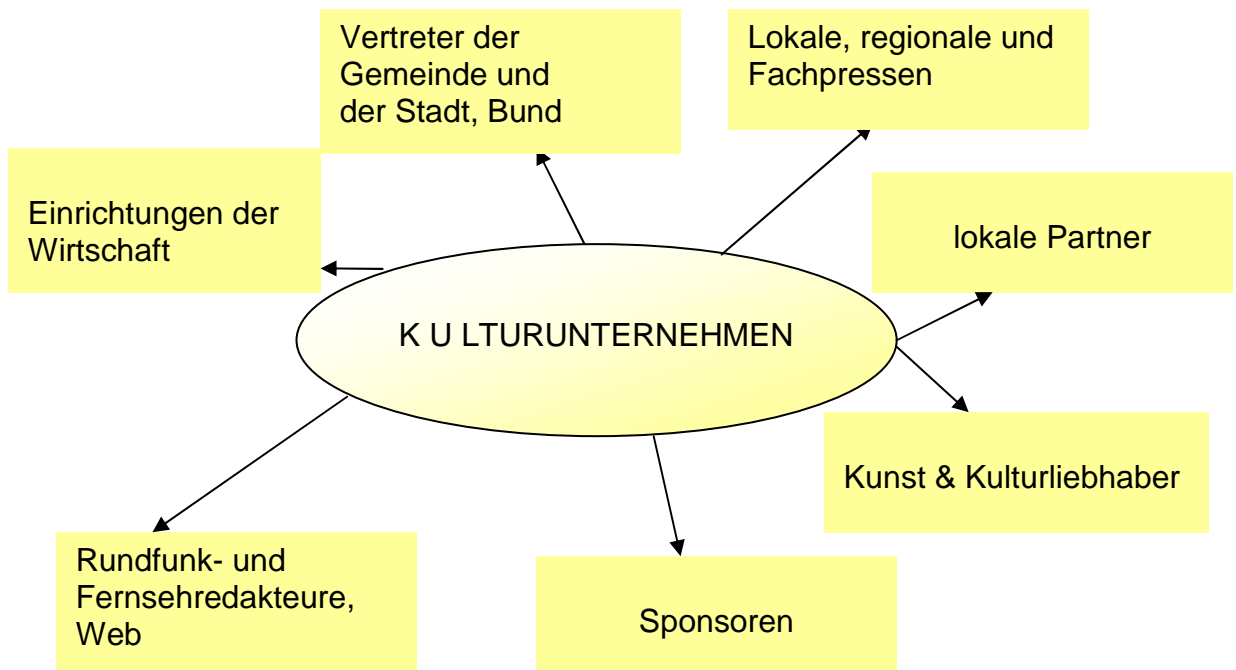 Vertreter der
Gemeinde und
der Stadt, Bund
Lokale, regionale und
Fachpressen
Einrichtungen der
Wirtschaft
lokale Partner
K U LTURUNTERNEHMEN
Kunst & Kulturliebhaber
Rundfunk- und
Fernsehredakteure,
Web
Sponsoren